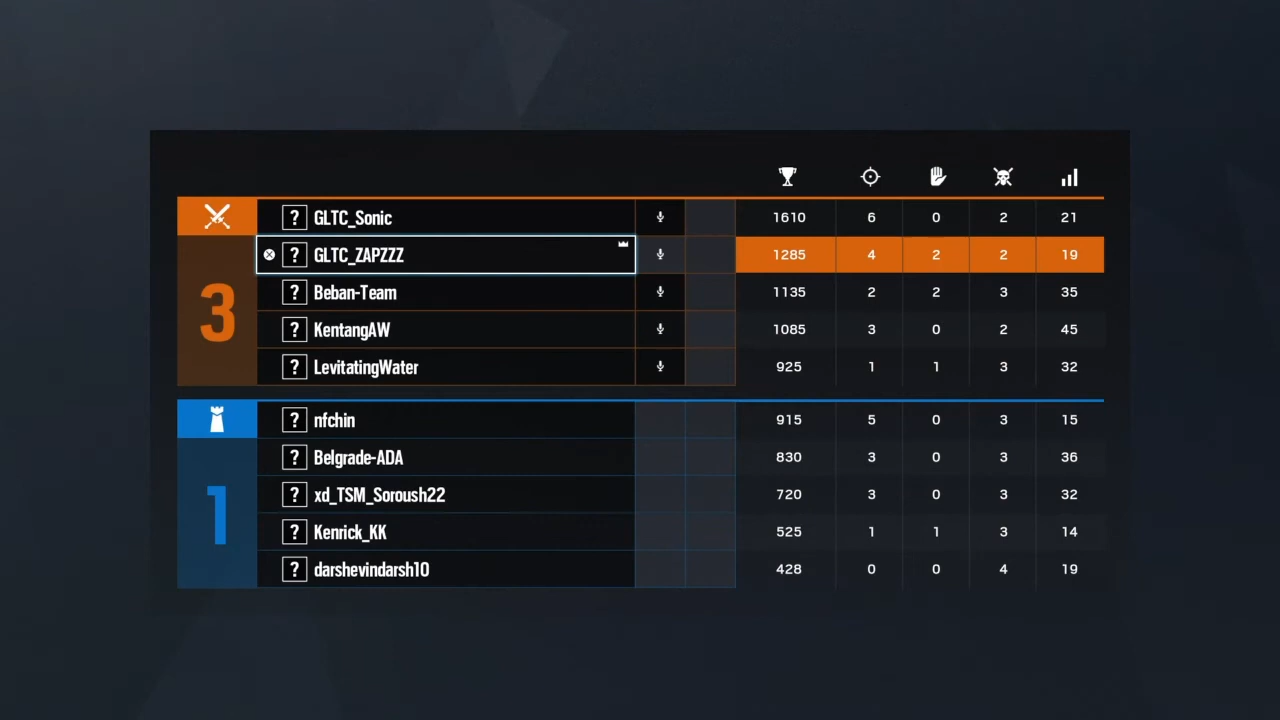 ? GLTC_Sonic 1610 6 0 2 21
? GLTC_ZAPZZZ 1285 4 2 2 19
3
? Beban-Team 1135 2 2 3 35
? KentangAW 1085 3 0 2 45
? LevitatingWater 925 1 1 3 32
? nfchin 915 5 0 3 15
? Belgrade-ADA 830 3 0 3 36
1
? xd_TSM_Soroush22 720 3 0 3 32
? Kenrick_KK 525 1 1 3 14
? darshevindarsh10 428 0 0 4 19